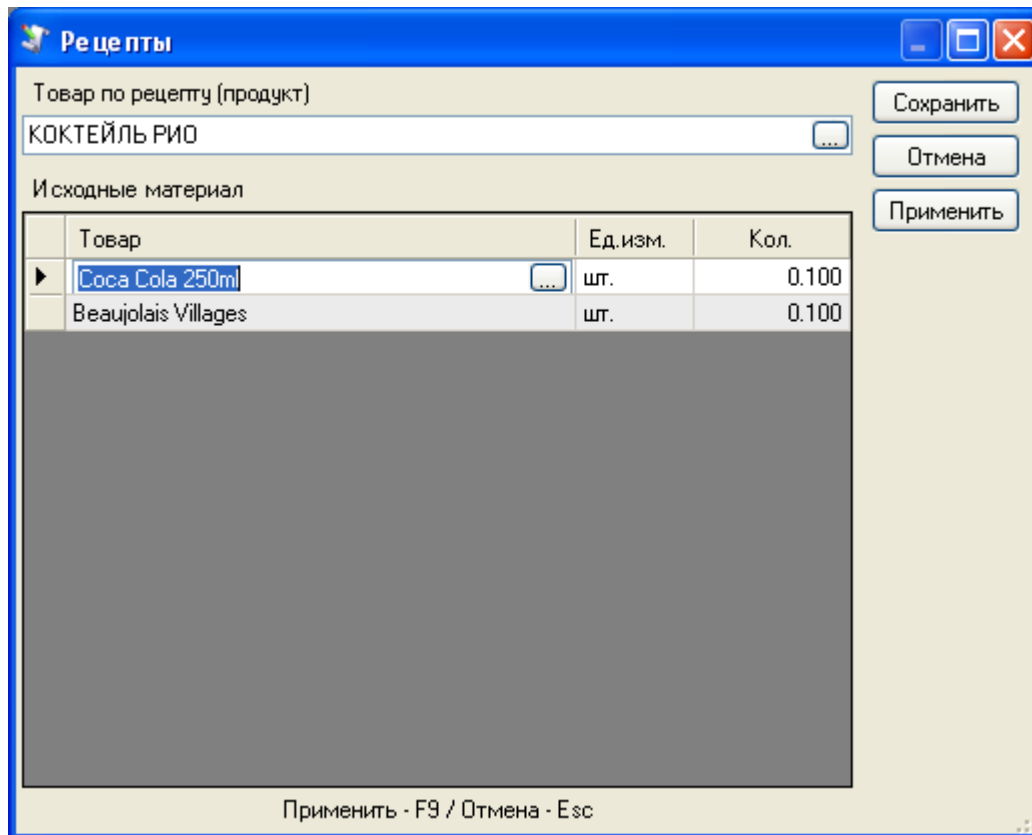 Рецепты
Товар по рецепту (продукт)
КОКТЕЙЛЬ РИО
...
Сохранить
Отмена
Применить
Исходные материал
Товар Ед.изм. Кол.
Coca Cola 250ml ... шт. 0.100
Beaujolais Villages шт. 0.100
Применить - F9 / Отмена - Esc